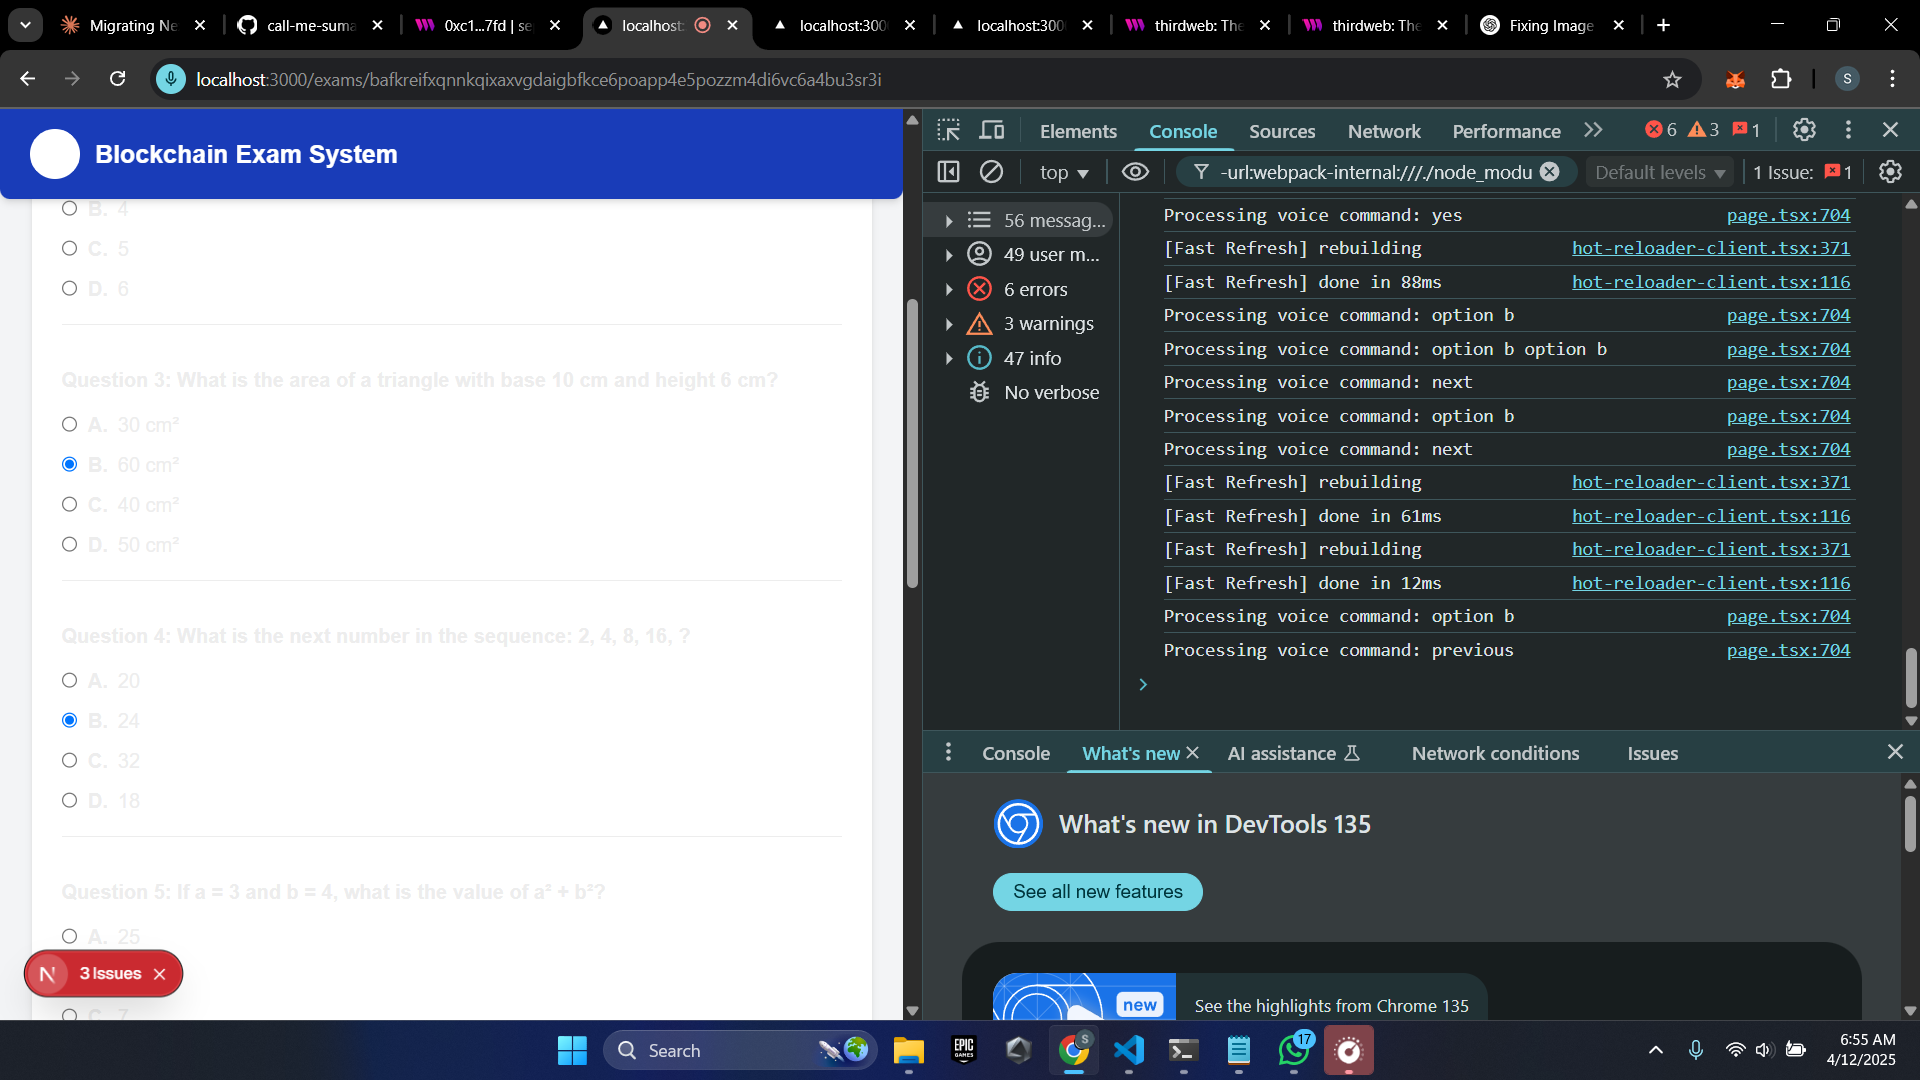 Migrating Ne
call-me-suma
0xc1...7fd | se
localhost:
localhost:300
localhost:300
thirdweb: The
thirdweb: The
Fixing Image
localhost:3000/exams/bafkreifxqnnkqixaxvgdaigbfkce6poapp4e5pozzm4di6vc6a4bu3sr3i
S
Blockchain Exam System
B. 4
C. 5
D. 6
Question 3: What is the area of a triangle with base 10 cm and height 6 cm?
A. 30 cm²
B. 60 cm²
C. 40 cm²
D. 50 cm²
Question 4: What is the next number in the sequence: 2, 4, 8, 16, ?
A. 20
B. 24
C. 32
D. 18
Question 5: If a = 3 and b = 4, what is the value of a² + b²?
A. 25
C. 7
N 3 Issues
Elements Console Sources Network Performance 6 3 1
top -url:webpack-internal:///./node_modu Default levels 1 Issue: 1
56 messag...
49 user m...
6 errors
3 warnings
47 info
No verbose
Processing voice command: yes page.tsx:704
[Fast Refresh] rebuilding hot-reloader-client.tsx:371
[Fast Refresh] done in 88ms hot-reloader-client.tsx:116
Processing voice command: option b page.tsx:704
Processing voice command: option b option b page.tsx:704
Processing voice command: next page.tsx:704
Processing voice command: option b page.tsx:704
Processing voice command: next page.tsx:704
[Fast Refresh] rebuilding hot-reloader-client.tsx:371
[Fast Refresh] done in 61ms hot-reloader-client.tsx:116
[Fast Refresh] rebuilding hot-reloader-client.tsx:371
[Fast Refresh] done in 12ms hot-reloader-client.tsx:116
Processing voice command: option b page.tsx:704
Processing voice command: previous page.tsx:704
Console What's new AI assistance Network conditions Issues
What's new in DevTools 135
See all new features
new
See the highlights from Chrome 135
Search
EPIC GAMES
S
17
6:55 AM
4/12/2025